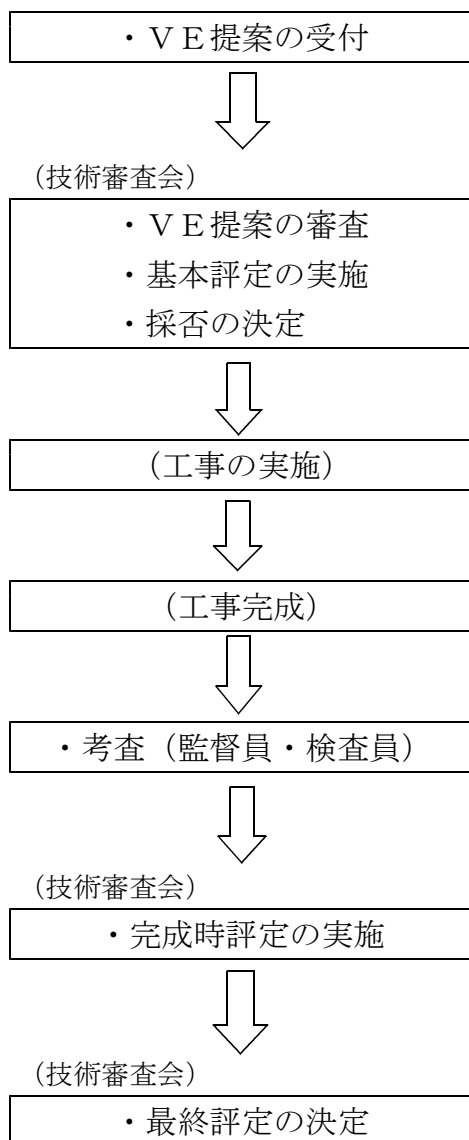 ・ＶＥ提案の受付
（技術審査会）
・ＶＥ提案の審査
・基本評定の実施
・採否の決定
（工事の実施）
（工事完成）
・考査（監督員・検査員）
（技術審査会）
・完成時評定の実施
（技術審査会）
・最終評定の決定